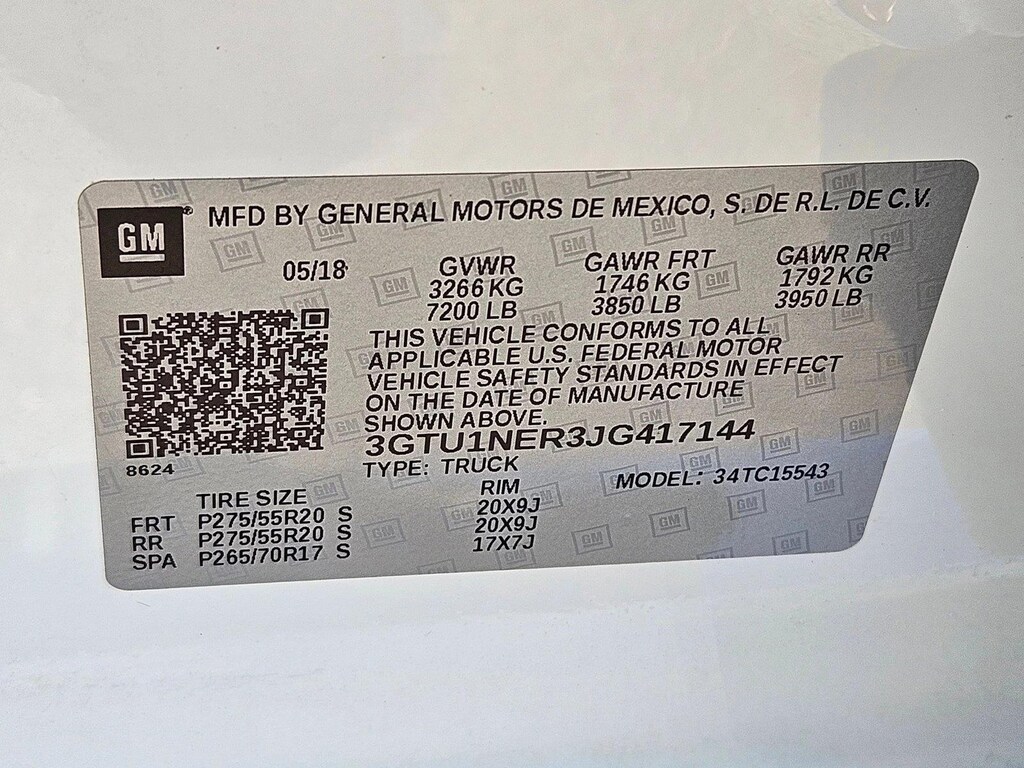 GM ® MFD BY GENERAL MOTORS DE MEXICO, S. DE R.L. DE C.V.
05/18 GVWR GAWR FRT GAWR RR
3266 KG 1746 KG 1792 KG
7200 LB 3850 LB 3950 LB
THIS VEHICLE CONFORMS TO ALL
APPLICABLE U.S. FEDERAL MOTOR
VEHICLE SAFETY STANDARDS IN EFFECT
ON THE DATE OF MANUFACTURE
SHOWN ABOVE.
3GTU1NER3JG417144
8624 TYPE: TRUCK MODEL: 34TC15543
TIRE SIZE RIM
FRT P275/55R20 S 20X9J
RR P275/55R20 S 20X9J
SPA P265/70R17 S 17X7J